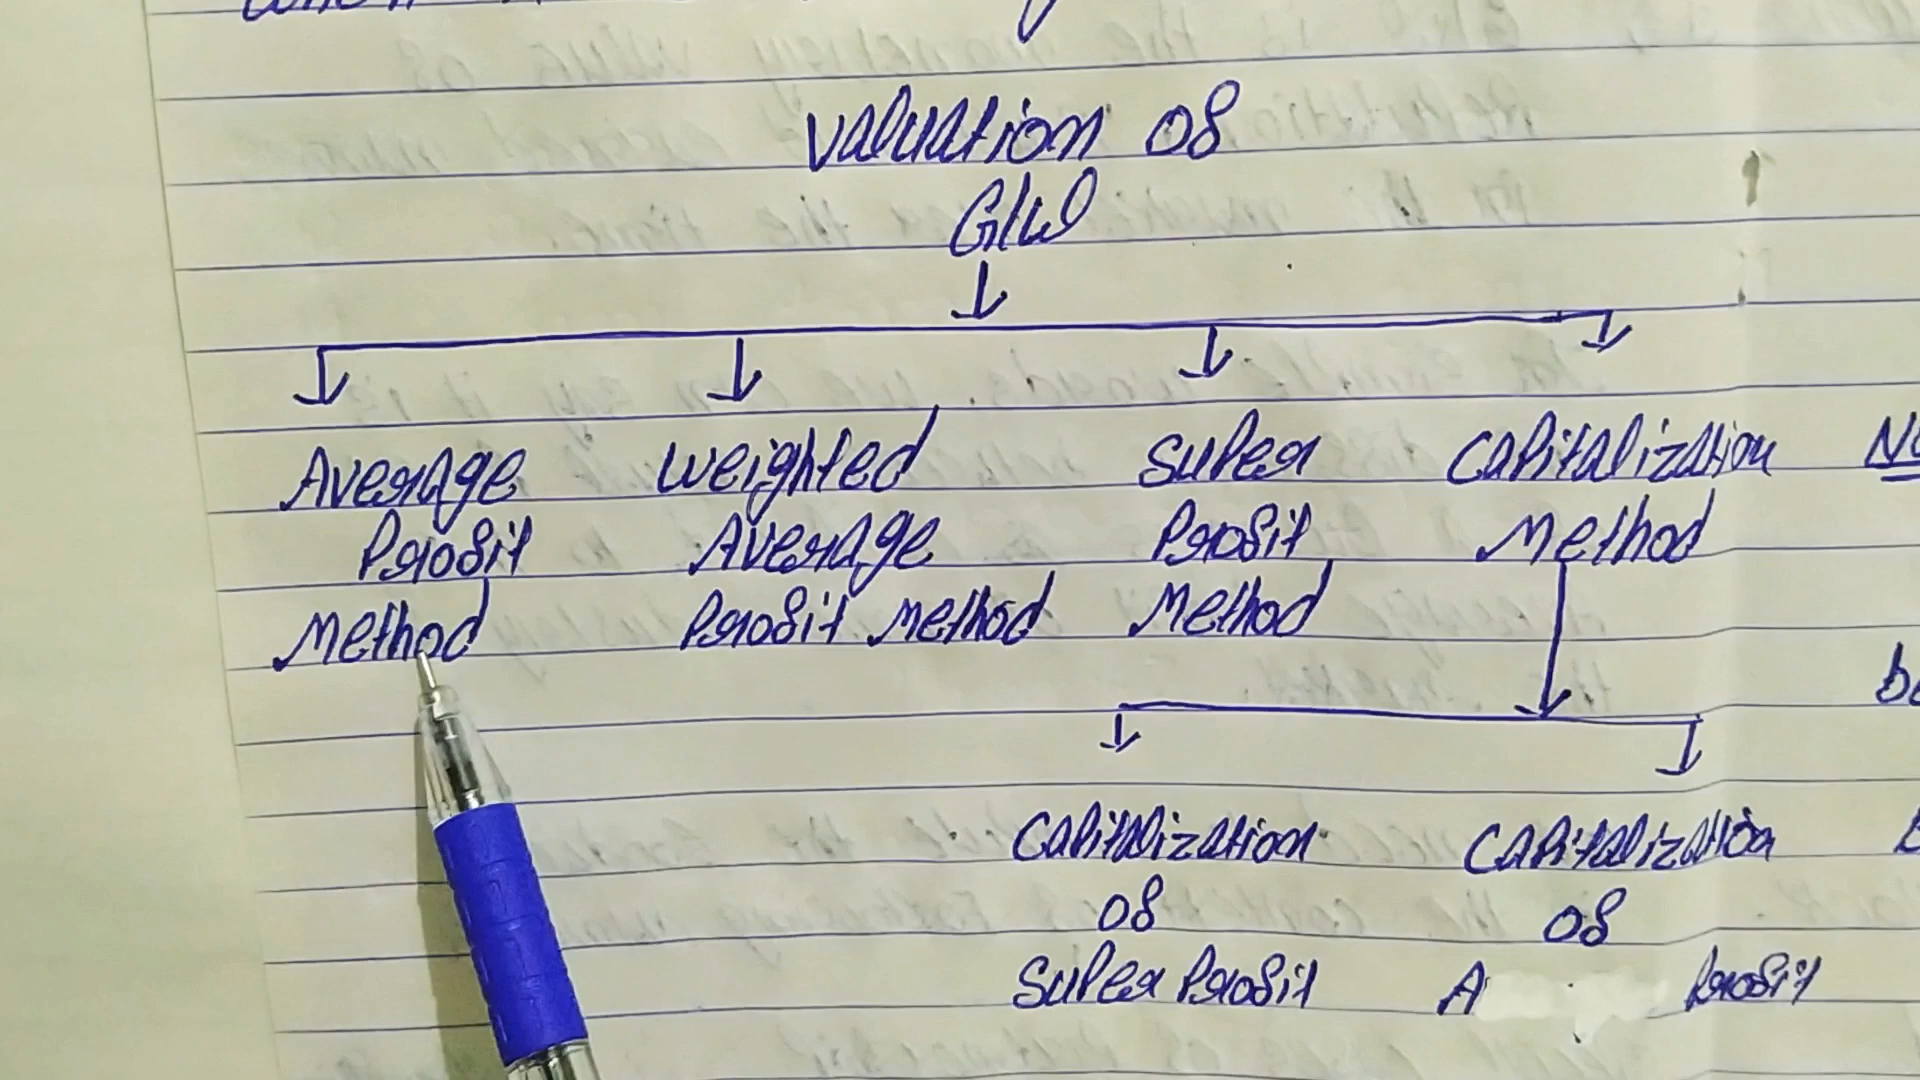 Valuation of
G/W
Average Weighted Super Capitalization
Profit Average Profit Method
Method Profit Method Method
Capitalization Capitalization
of of
Super Profit A Profit